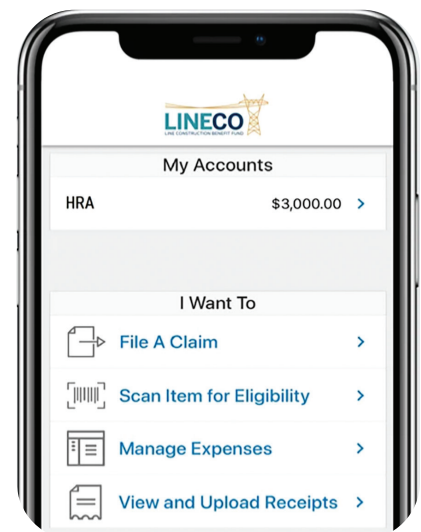 LINECO
LINE CONSTRUCTION BENEFIT FUND
My Accounts
HRA $3,000.00 >
I Want To
File A Claim >
Scan Item for Eligibility >
Manage Expenses >
View and Upload Receipts >